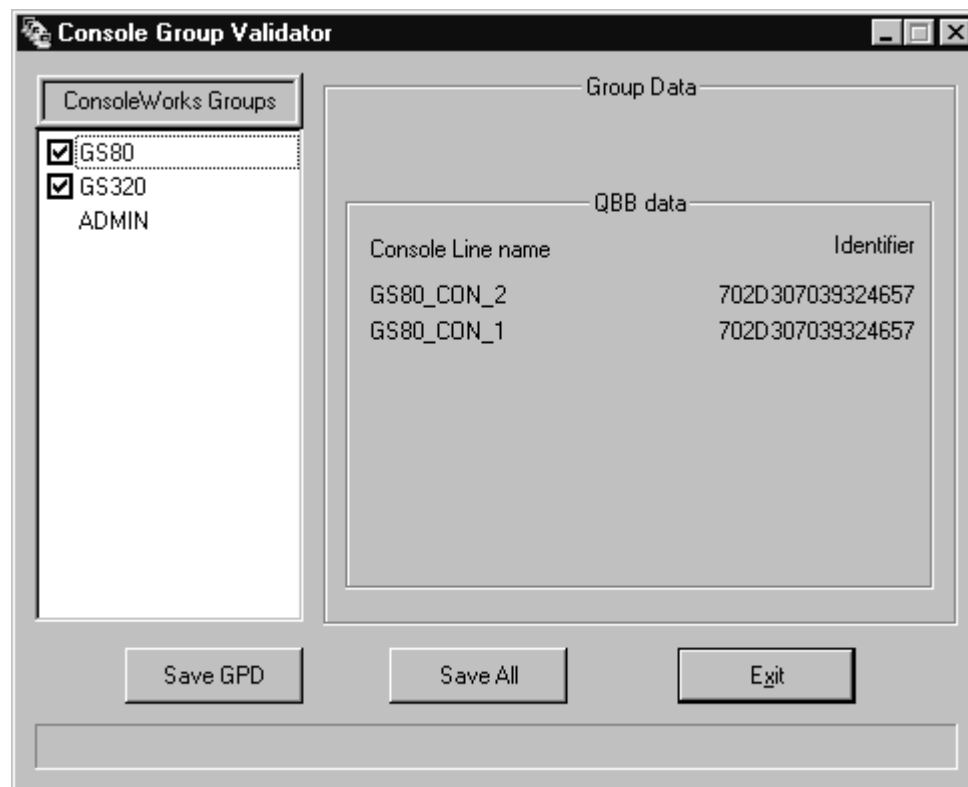 Console Group Validator
ConsoleWorks Groups
GS80
GS320
ADMIN
Group Data
QBB data
Console Line name Identifier
GS80_CON_2 702D307039324657
GS80_CON_1 702D307039324657
Save GPD
Save All
Exit